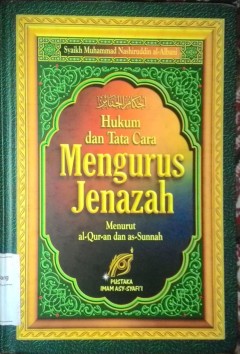 Syaikh Muhammad Nashiruddin al-Albani
أحكام الجنائز
Hukum
dan Tata Cara
Mengurus
Jenazah
Menurut
al-Qur-an dan as-Sunnah
PUSTAKA
IMAM ASY-SYAFI'I